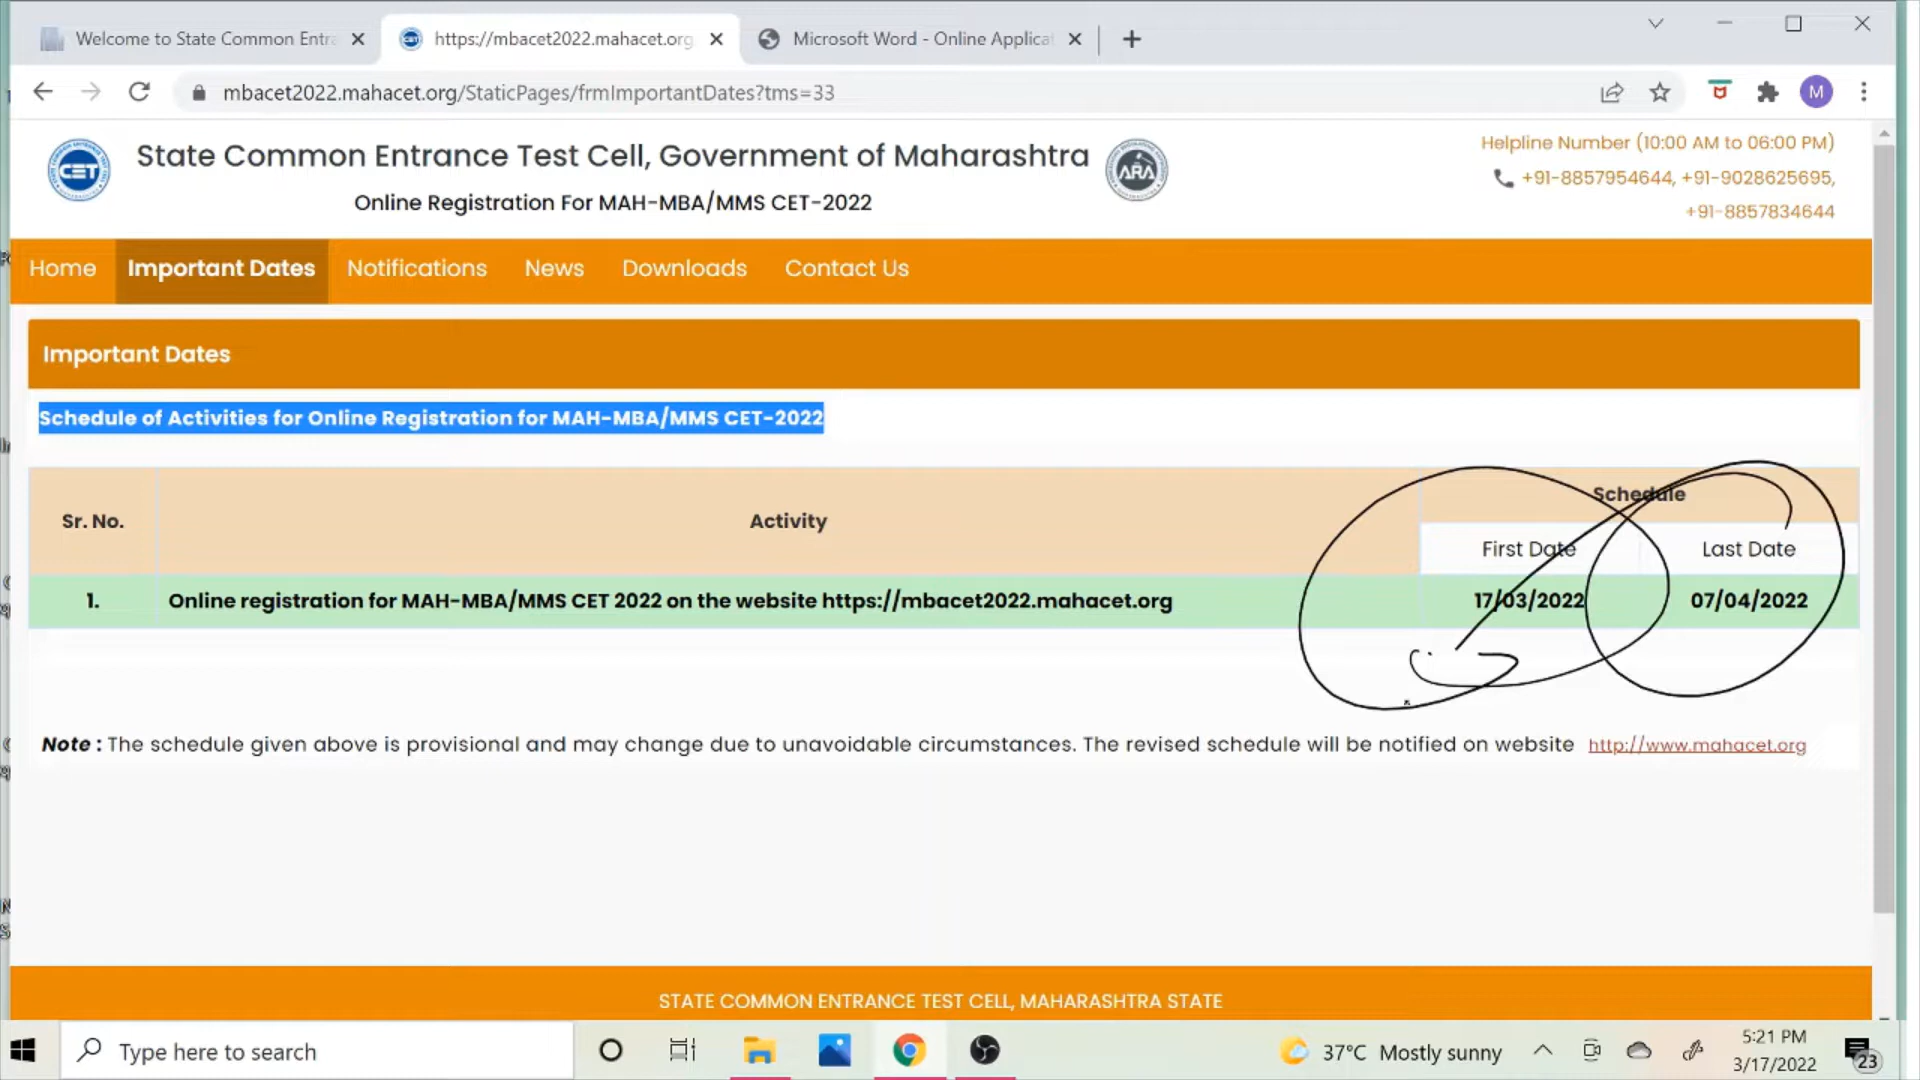 Welcome to State Common Entra
https://mbacet2022.mahacet.org
Microsoft Word - Online Applicat
mbacet2022.mahacet.org/StaticPages/frmImportantDates?tms=33
M
CET
State Common Entrance Test Cell, Government of Maharashtra
Online Registration For MAH-MBA/MMS CET-2022
ARA
Helpline Number (10:00 AM to 06:00 PM)
+91-8857954644, +91-9028625695,
+91-8857834644
Home
Important Dates
Notifications
News
Downloads
Contact Us
Important Dates
Schedule of Activities for Online Registration for MAH-MBA/MMS CET-2022
Sr. No.
Activity
Schedule
First Date
Last Date
1.
Online registration for MAH-MBA/MMS CET 2022 on the website https://mbacet2022.mahacet.org
17/03/2022
07/04/2022
Note : The schedule given above is provisional and may change due to unavoidable circumstances. The revised schedule will be notified on website http://www.mahacet.org
STATE COMMON ENTRANCE TEST CELL, MAHARASHTRA STATE
Type here to search
37°C Mostly sunny
5:21 PM
3/17/2022
23